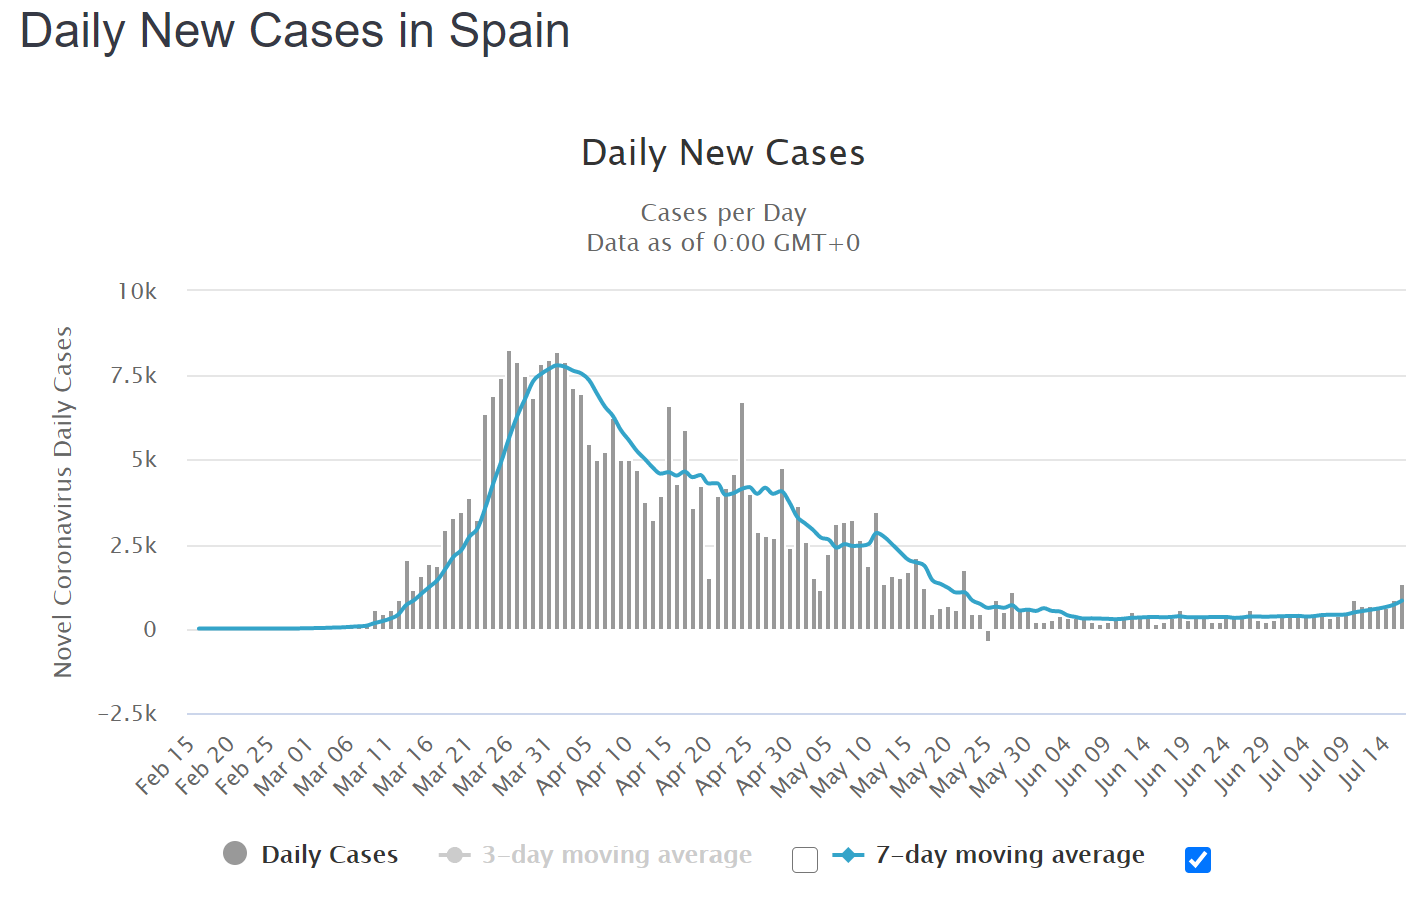 Daily New Cases in Spain
Daily New Cases
Cases per Day
Data as of 0:00 GMT+0
Novel Coronavirus Daily Cases
10k
7.5k
5k
2.5k
0
−2.5k
Feb 15
Feb 20
Feb 25
Mar 01
Mar 06
Mar 11
Mar 16
Mar 21
Mar 26
Mar 31
Apr 05
Apr 10
Apr 15
Apr 20
Apr 25
Apr 30
May 05
May 10
May 15
May 20
May 25
May 30
Jun 04
Jun 09
Jun 14
Jun 19
Jun 24
Jun 29
Jul 04
Jul 09
Jul 14
Daily Cases
3−day moving average
7−day moving average